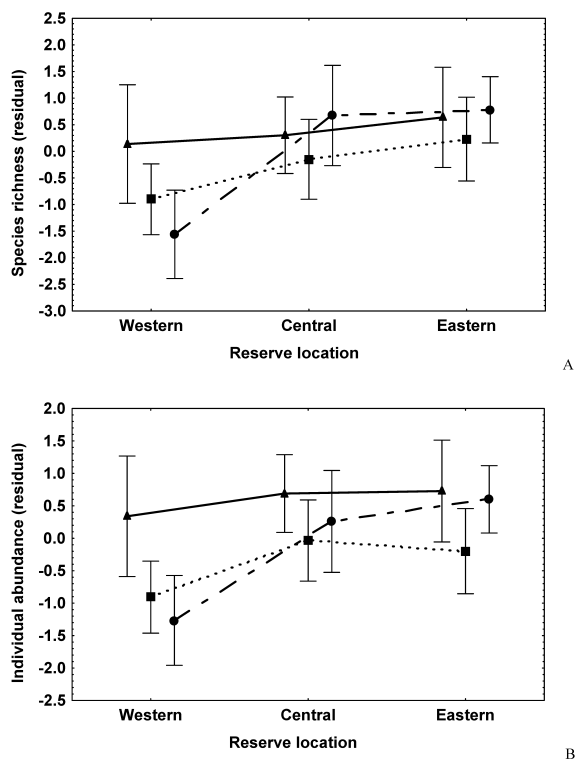 Species richness (residual)
2.5
2.0
1.5
1.0
0.5
0.0
-0.5
-1.0
-1.5
-2.0
-2.5
-3.0
Western Central Eastern
Reserve location
A
Individual abundance (residual)
2.0
1.5
1.0
0.5
0.0
-0.5
-1.0
-1.5
-2.0
-2.5
Western Central Eastern
Reserve location
B